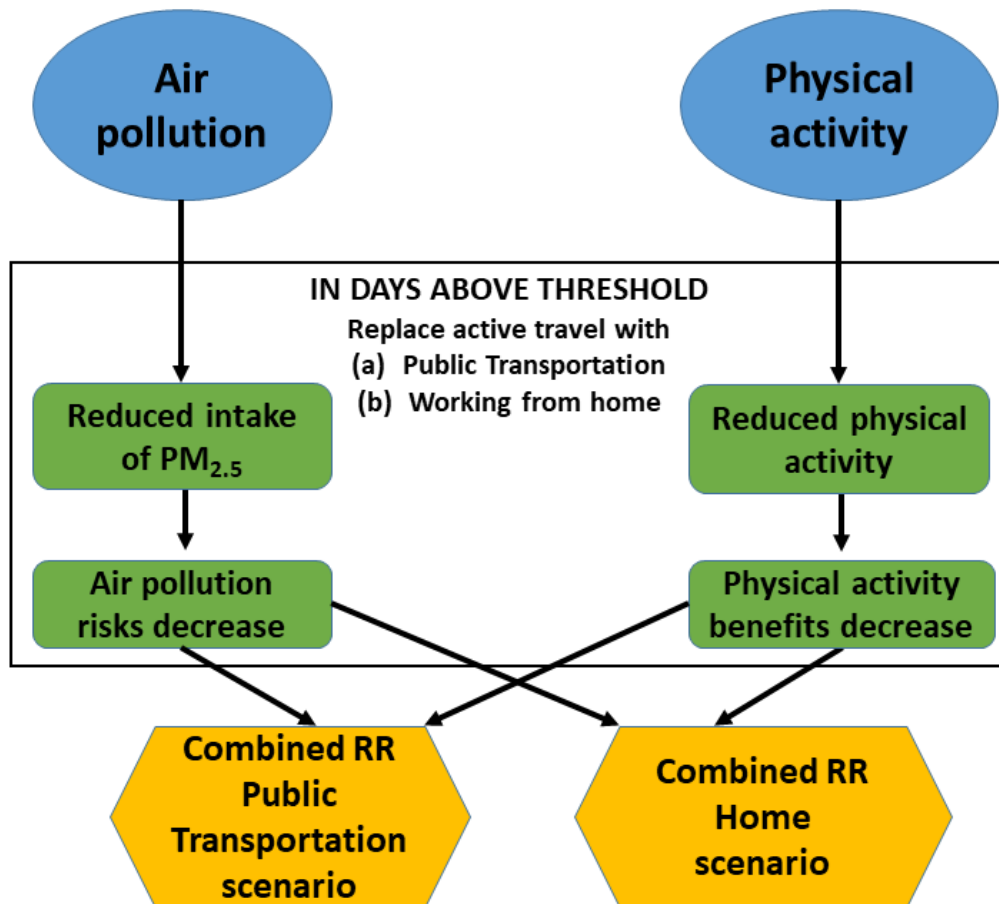 Air
pollution
Physical
activity
IN DAYS ABOVE THRESHOLD
Replace active travel with
(a) Public Transportation
(b) Working from home
Reduced intake
of PM2.5
Reduced physical
activity
Air pollution
risks decrease
Physical activity
benefits decrease
Combined RR
Public
Transportation
scenario
Combined RR
Home
scenario